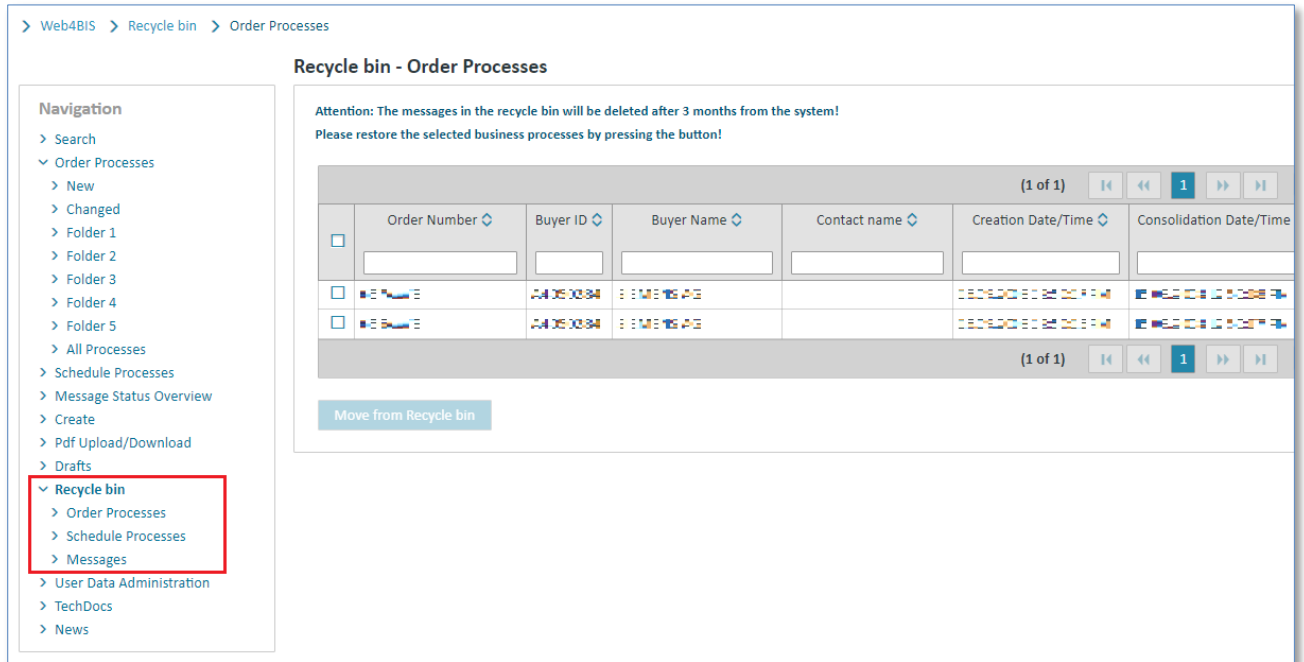 Web4BIS Recycle bin Order Processes
Recycle bin - Order Processes
Navigation
Search
Order Processes
New
Changed
Folder 1
Folder 2
Folder 3
Folder 4
Folder 5
All Processes
Schedule Processes
Message Status Overview
Create
Pdf Upload/Download
Drafts
Recycle bin
Order Processes
Schedule Processes
Messages
User Data Administration
TechDocs
News
Attention: The messages in the recycle bin will be deleted after 3 months from the system!
Please restore the selected business processes by pressing the button!
(1 of 1) 1
Order Number Buyer ID Buyer Name Contact name Creation Date/Time Consolidation Date/Time
(1 of 1) 1
Move from Recycle bin